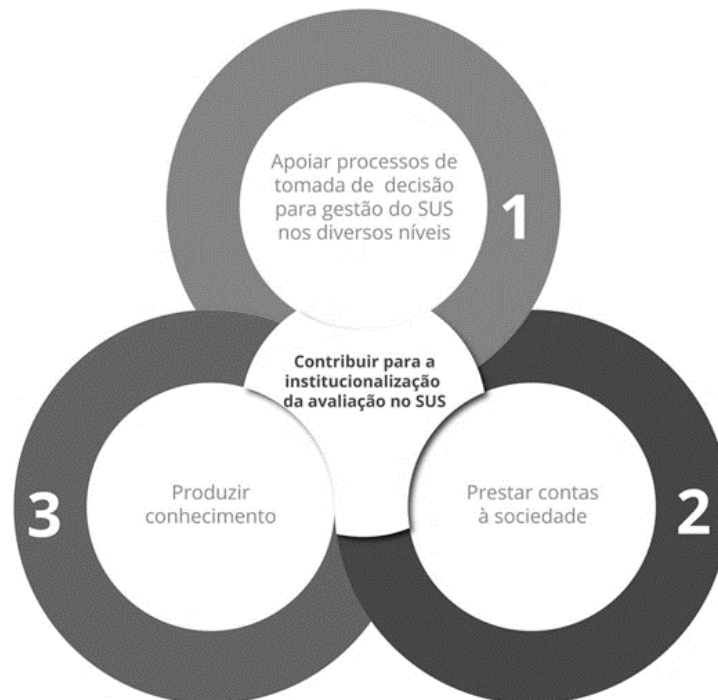 Apoiar processos de
tomada de decisão
para gestão do SUS
nos diversos níveis
1
Contribuir para a
institucionalização
da avaliação no SUS
3
Produzir
conhecimento
Prestar contas
à sociedade
2